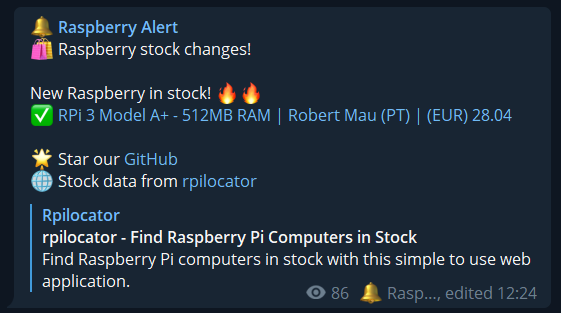 🔔 Raspberry Alert
🛍️ Raspberry stock changes!
New Raspberry in stock! 🔥🔥
✅ RPi 3 Model A+ - 512MB RAM | Robert Mau (PT) | (EUR) 28.04
🌟 Star our GitHub
🌐 Stock data from rpilocator
Rpilocator
rpilocator - Find Raspberry Pi Computers in Stock
Find Raspberry Pi computers in stock with this simple to use web
application.
86 🔔 Rasp..., edited 12:24